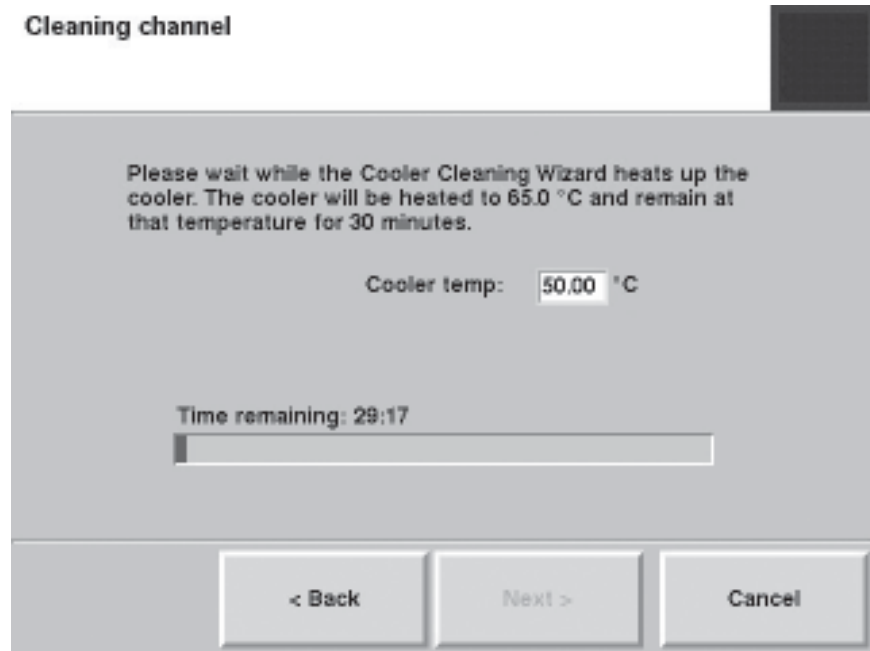 Cleaning channel
Please wait while the Cooler Cleaning Wizard heats up the
cooler. The cooler will be heated to 65.0 °C and remain at
that temperature for 30 minutes.
Cooler temp: 50.00 °C
Time remaining: 29:17
< Back Next > Cancel